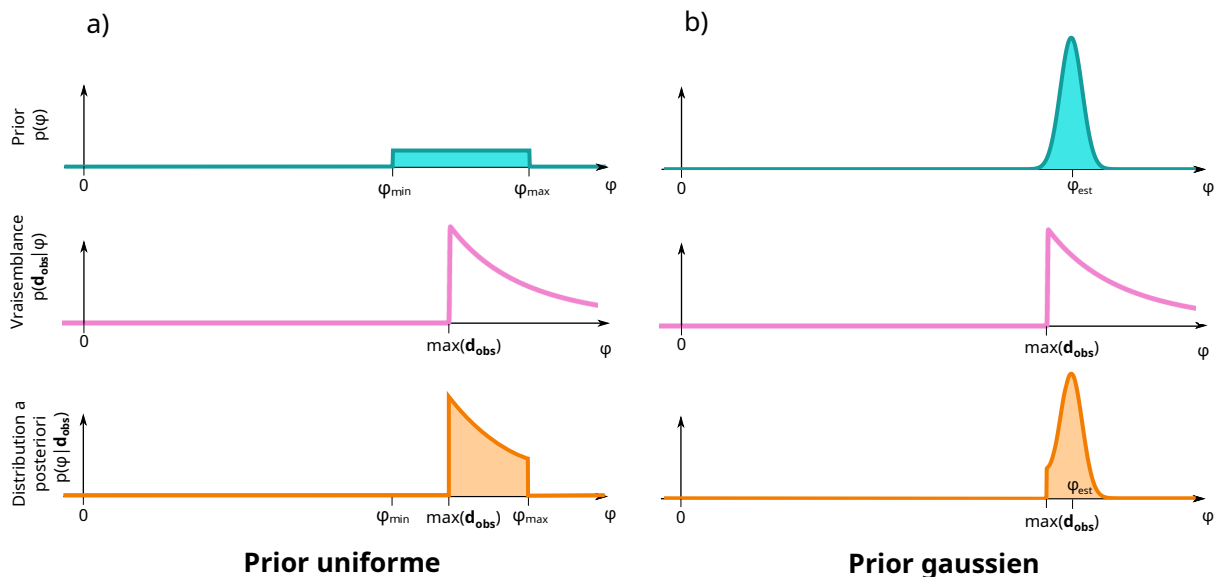 a)
Prior
p(φ)
0
φmin
φmax
φ
Vraisemblance
p(dobs|φ)
0
max(dobs)
φ
Distribution a
posteriori
p(φ|dobs)
0
φmin
max(dobs)
φmax
φ
Prior uniforme
b)
0
φest
φ
0
max(dobs)
φ
0
φest
max(dobs)
φ
Prior gaussien